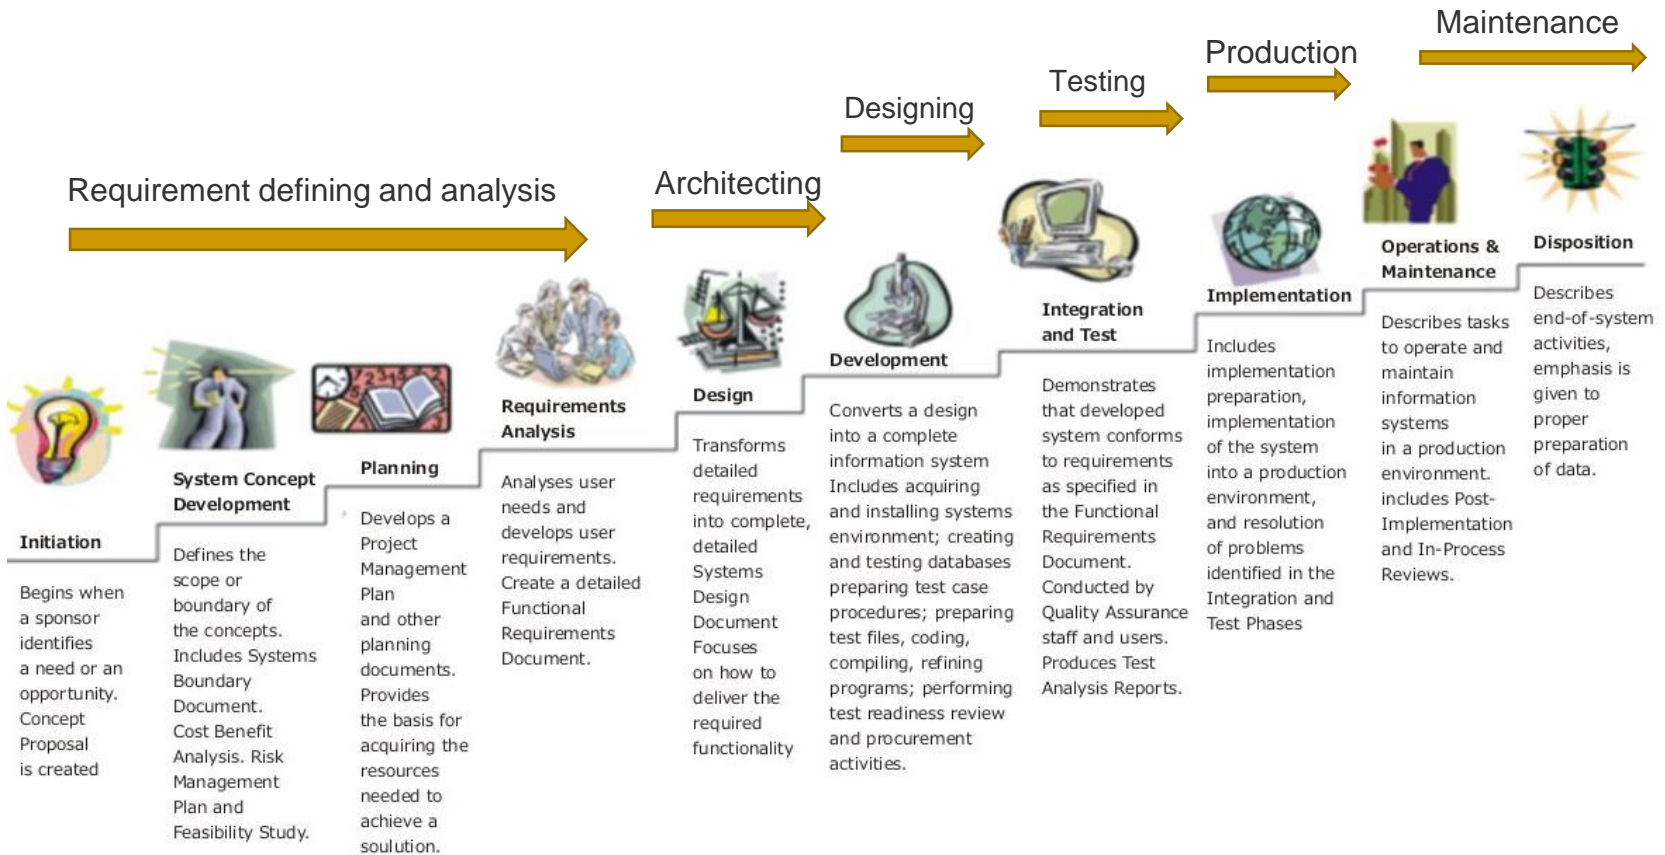 Requirement defining and analysis
Architecting
Designing
Testing
Production
Maintenance
Initiation
Begins when
a sponsor
identifies
a need or an
opportunity.
Concept
Proposal
is created
System Concept
Development
Defines the
scope or
boundary of
the concepts.
Includes Systems
Boundary
Document.
Cost Benefit
Analysis. Risk
Management
Plan and
Feasibility Study.
Planning
Develops a
Project
Management
Plan
and other
planning
documents.
Provides
the basis for
acquiring the
resources
needed to
achieve a
soulution.
Requirements
Analysis
Analyses user
needs and
develops user
requirements.
Create a detailed
Functional
Requirements
Document.
Design
Transforms
detailed
requirements
into complete,
detailed
Systems
Design
Document
Focuses
on how to
deliver the
required
functionality
Development
Converts a design
into a complete
information system
Includes acquiring
and installing systems
environment; creating
and testing databases
preparing test case
procedures; preparing
test files, coding,
compiling, refining
programs; performing
test readiness review
and procurement
activities.
Integration
and Test
Demonstrates
that developed
system conforms
to requirements
as specified in
the Functional
Requirements
Document.
Conducted by
Quality Assurance
staff and users.
Produces Test
Analysis Reports.
Implementation
Includes
implementation
preparation,
implementation
of the system
into a production
environment,
and resolution
of problems
identified in the
Integration and
Test Phases
Operations &
Maintenance
Describes tasks
to operate and
maintain
information
systems
in a production
environment.
includes Post-
Implementation
and In-Process
Reviews.
Disposition
Describes
end-of-system
activities,
emphasis is
given to
proper
preparation
of data.